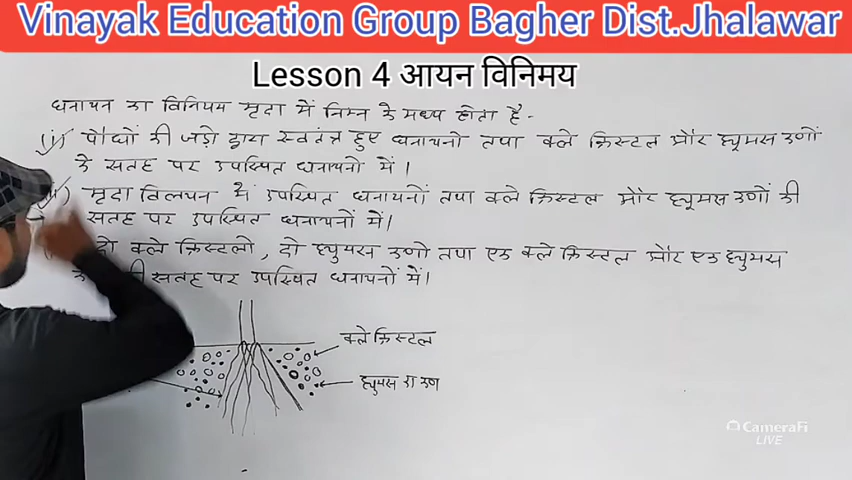 Vinayak Education Group Bagher Dist.Jhalawar
Lesson 4 आयन विनिमय
धनायन का विनियम मृदा में निम्न के मध्य होता है -
(i) पौधों की जड़ो द्वारा स्वतंत्र हुए धनायनो तथा क्ले क्रिस्टल और ह्यूमस कणों
के सतह पर उपस्थित धनायनो में।
मृदा विलयन में उपस्थित धनायनों तथा क्ले क्रिस्टल और ह्यूमस कणों की
सतह पर उपस्थित धनायनों में।
दो क्ले क्रिस्टलो, दो ह्युमस कणो तथा एक क्ले क्रिस्टल और एक ह्युमस
की सतह पर उपस्थित धनायनों में।
क्ले क्रिस्टल
ह्युमस का कण
CameraFi
LIVE